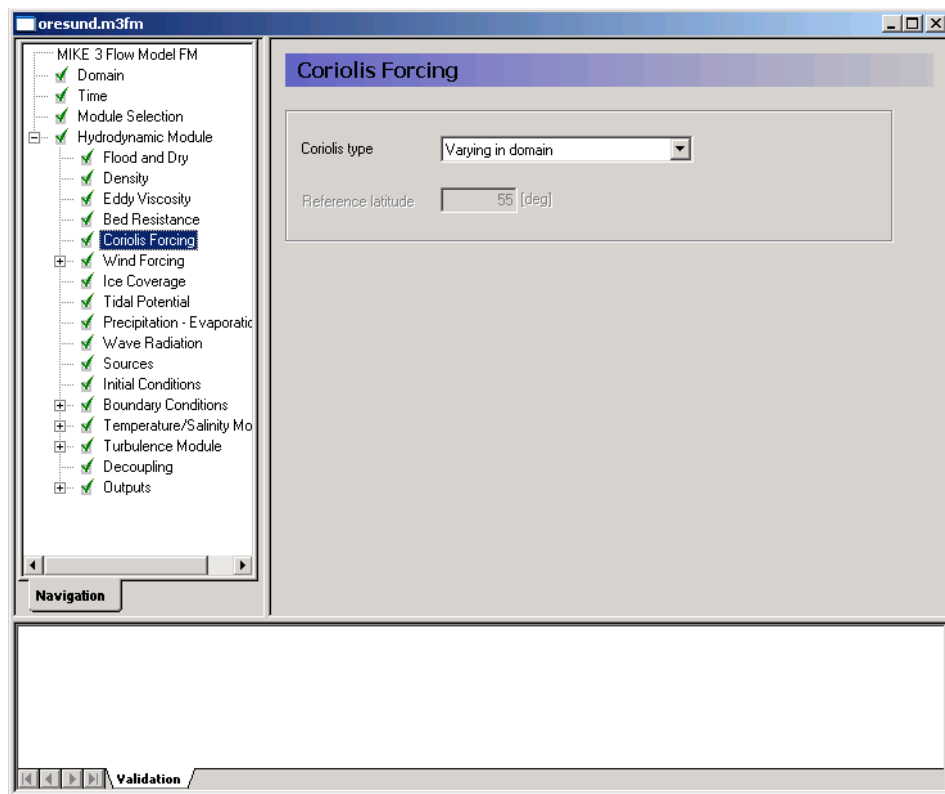 oresund.m3fm
MIKE 3 Flow Model FM
Domain
Time
Module Selection
Hydrodynamic Module
Flood and Dry
Density
Eddy Viscosity
Bed Resistance
Coriolis Forcing
Wind Forcing
Ice Coverage
Tidal Potential
Precipitation - Evaporatio
Wave Radiation
Sources
Initial Conditions
Boundary Conditions
Temperature/Salinity Mo
Turbulence Module
Decoupling
Outputs
Navigation
Coriolis Forcing
Coriolis type Varying in domain
Reference latitude 55 [deg]
Validation